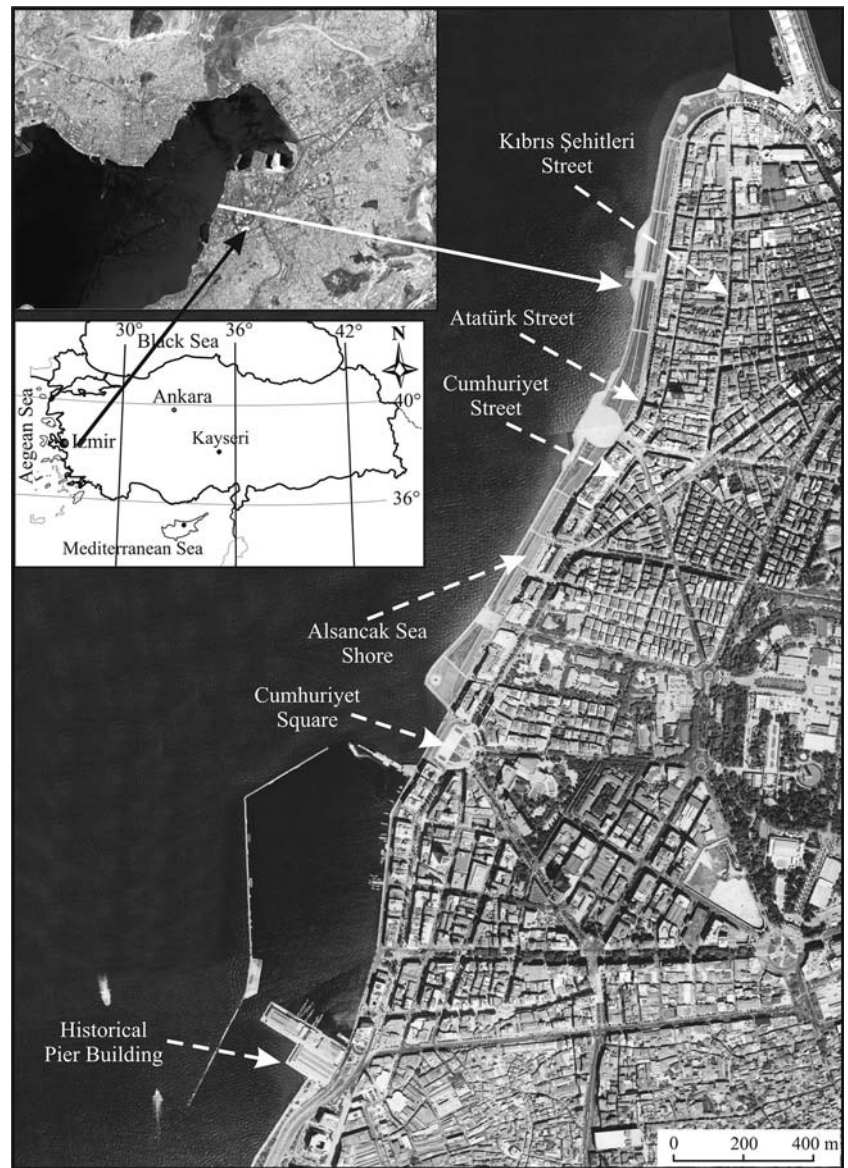 Kıbrıs Şehitleri
Street
Atatürk Street
Cumhuriyet
Street
30°
36°
42°
N
Black Sea
40°
Ankara
Aegean Sea
İzmir
Kayseri
36°
Mediterranean Sea
Alsancak Sea
Shore
Cumhuriyet
Square
Historical
Pier Building
0
200
400 m